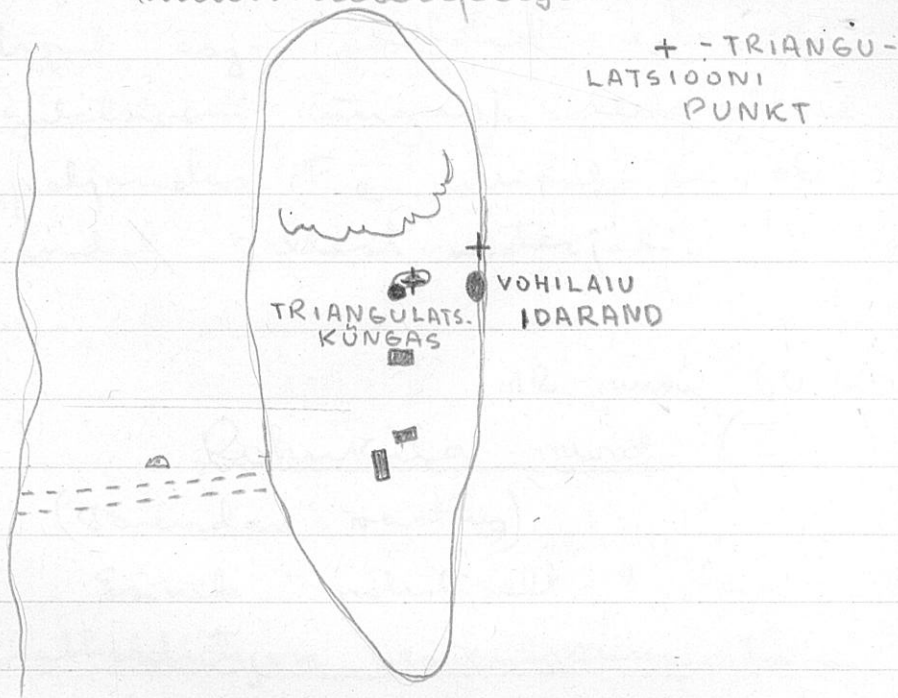 + - TRIANGU-
LATSIOONI
PUNKT
VOHILAIU
IDARAND
TRIANGULATS.
KÜNGAS